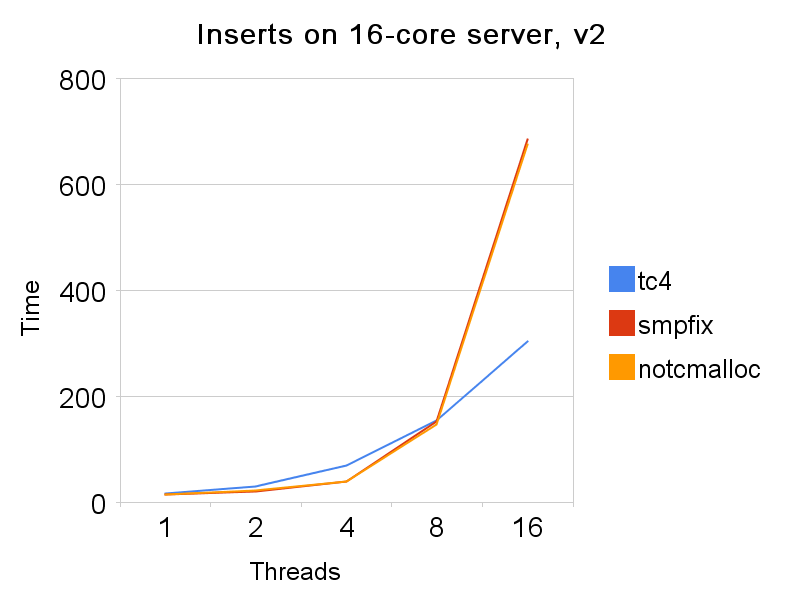 Inserts on 16-core server, v2
800
600
400
200
0
Time
1 2 4 8 16
Threads
tc4
smpfix
notcmalloc